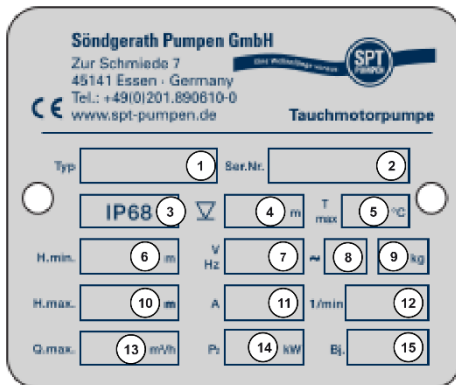 Söndgerath Pumpen GmbH
Zur Schmiede 7
45141 Essen · Germany
Tel.: +49(0)201.890610-0
www.spt-pumpen.de
SPT
PUMPEN
CE
Tauchmotorpumpe
Typ 1 Ser.Nr. 2
IP68 3 4 m T max 5 °C
H.min. 6 m V Hz 7 ~ 8 9 kg
H.max. 10 m A 11 1/min 12
Q.max. 13 m³/h P₂ 14 kW Bj. 15